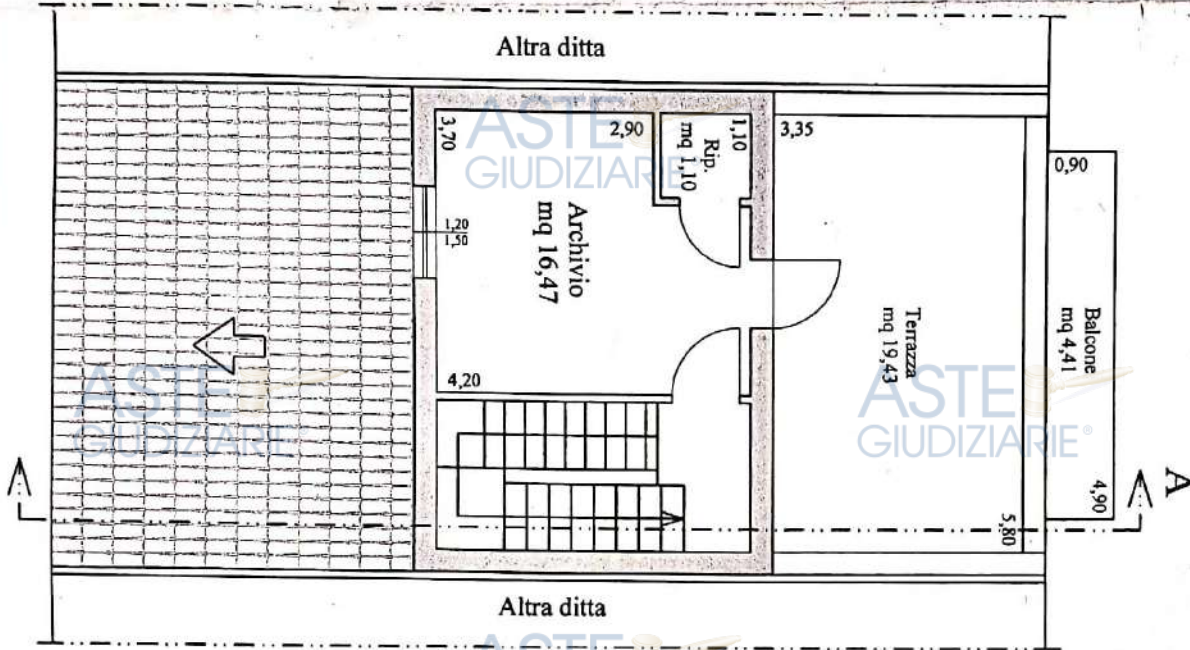 Altra ditta
ASTE
GIUDIZIARIE
3,70
2,90
1,10
Rip.
mq 1,10
3,35
0,90
1,20
1,50
Archivio
mq 16,47
Terrazza
mq 19,43
Balcone
mq 4,41
4,20
ASTE
GIUDIZIARIE
ASTE
GIUDIZIARIE®
4,90
A
5,80
Altra ditta
ASTE